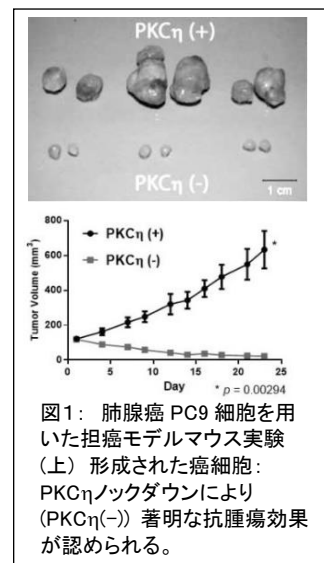 PKCη (+)
PKCη (-)
1 cm
800
600
400
200
0
Tumor Volume (mm³)
PKCη (+)
PKCη (-)
*
0 5 10 15 20 25
Day
* p = 0.00294
図1： 肺腺癌 PC9 細胞を用
いた担癌モデルマウス実験
(上) 形成された癌細胞：
PKCηノックダウンにより
(PKCη(-)) 著明な抗腫瘍効果
が認められる。